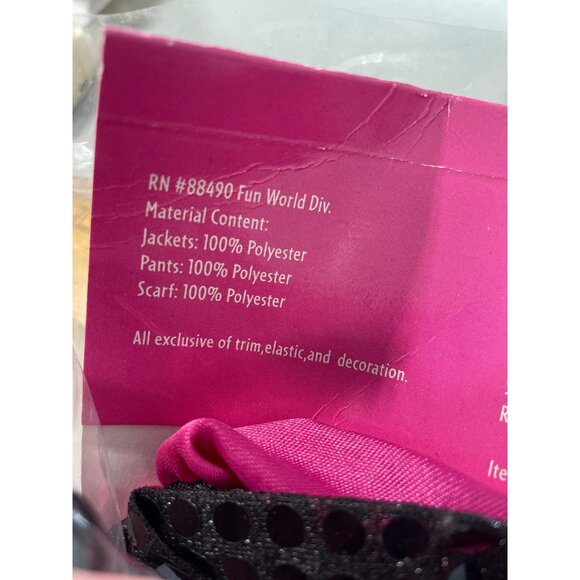 RN #88490 Fun World Div.
Material Content:
Jackets: 100% Polyester
Pants: 100% Polyester
Scarf: 100% Polyester
All exclusive of trim,elastic,and decoration.